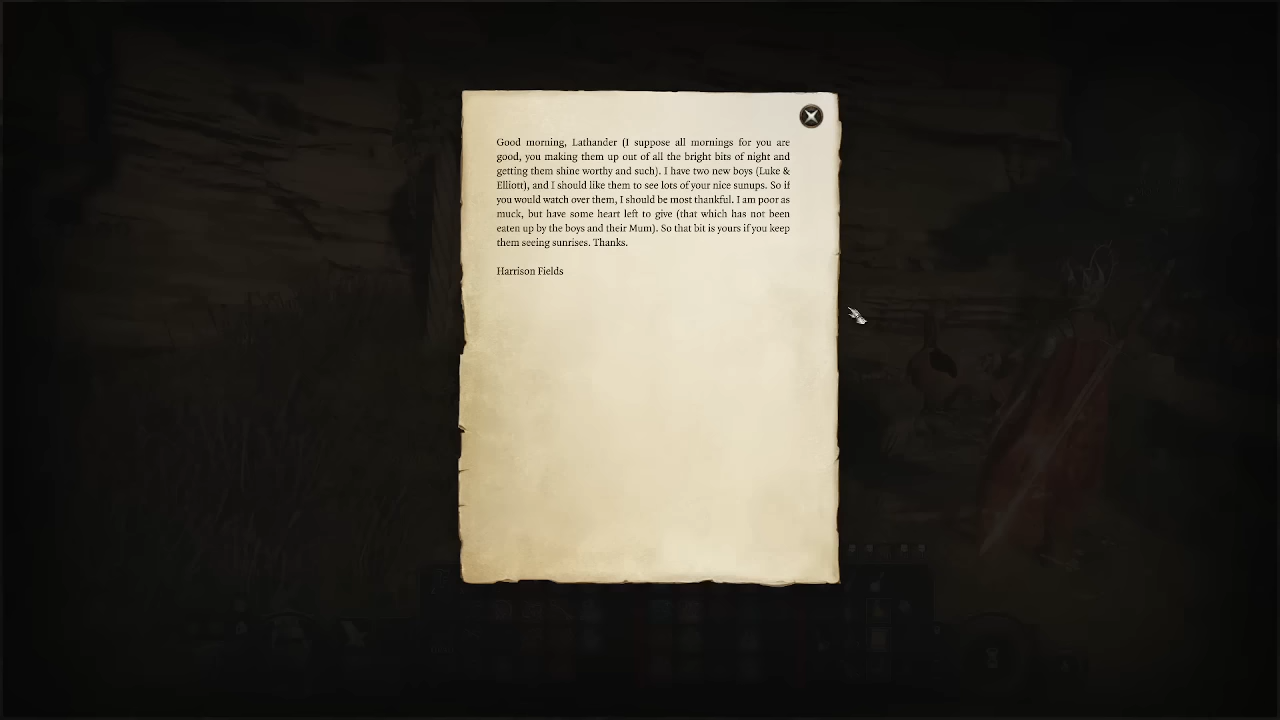 Good morning, Lathander (I suppose all mornings for you are
good, you making them up out of all the bright bits of night and
getting them shine worthy and such). I have two new boys (Luke &
Elliott), and I should like them to see lots of your nice sunups. So if
you would watch over them, I should be most thankful. I am poor as
muck, but have some heart left to give (that which has not been
eaten up by the boys and their Mum). So that bit is yours if you keep
them seeing sunrises. Thanks.
Harrison Fields